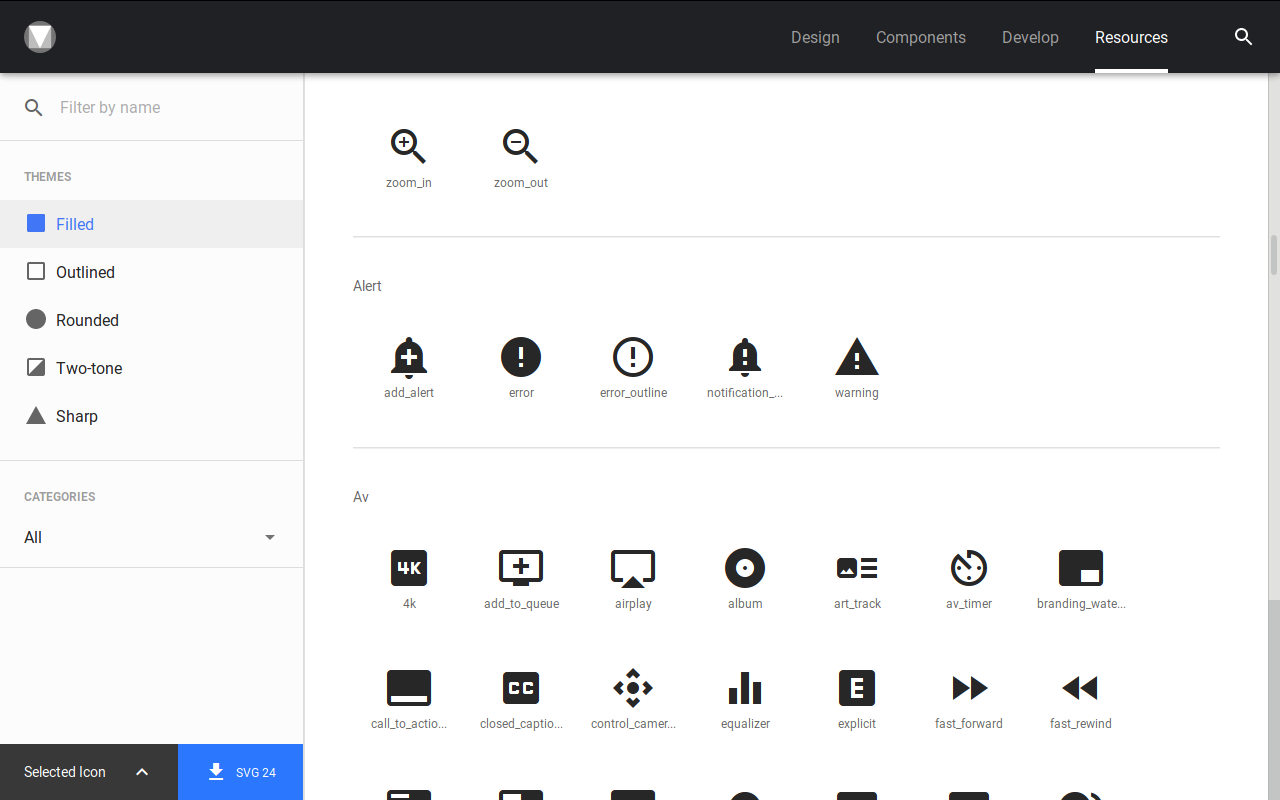 Design Components Develop Resources
Filter by name
THEMES
Filled
Outlined
Rounded
Two-tone
Sharp
CATEGORIES
All
Selected Icon
SVG 24
zoom_in zoom_out
Alert
add_alert error error_outline notification_... warning
Av
4K
4k add_to_queue airplay album art_track av_timer branding_wate...
CC E
call_to_actio... closed_captio... control_camer... equalizer explicit fast_forward fast_rewind